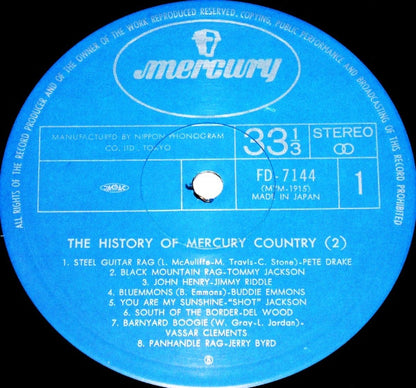 ALL RIGHTS OF THE RECORD PRODUCER AND OF THE OWNER OF THE WORK REPRODUCED RESERVED. COPYING, PUBLIC PERFORMANCE AND BROADCASTING OF THIS RECORD PROHIBITED
mercury
MANUFACTURED BY NIPPON PHONOGRAM
CO., LTD., TOKYO
33 1/3
STEREO
FD-7144
(MVM-1915)
MADE IN JAPAN
1
THE HISTORY OF MERCURY COUNTRY (2)
1. STEEL GUITAR RAG (L. McAuliffe-M. Travis-C. Stone)-PETE DRAKE
2. BLACK MOUNTAIN RAG-TOMMY JACKSON
3. JOHN HENRY-JIMMY RIDDLE
4. BLUEMMONS (B. Emmons)-BUDDIE EMMONS
5. YOU ARE MY SUNSHINE-"SHOT" JACKSON
6. SOUTH OF THE BORDER-DEL WOOD
7. BARNYARD BOOGIE (W. Gray-L. Jordan)-
VASSAR CLEMENTS
8. PANHANDLE RAG-JERRY BYRD